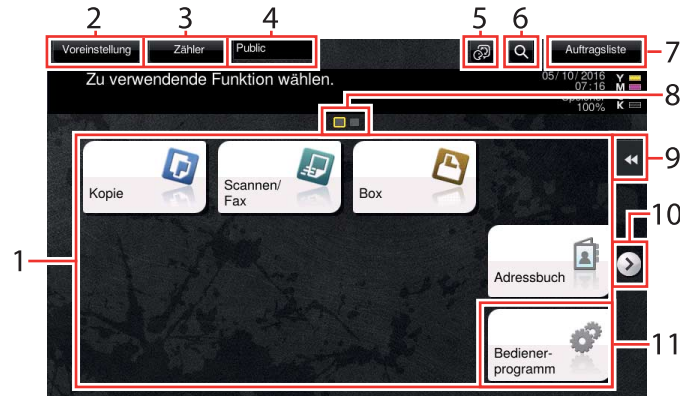 2 3 4 5 6
Voreinstellung Zähler Public Auftragsliste 7
Zu verwendende Funktion wählen. 05/10/2016 Y
07:16 M
Speicher
100% K
8
Kopie Scannen/ Box 9
Fax
10
1
Adressbuch
Bediener- 11
programm